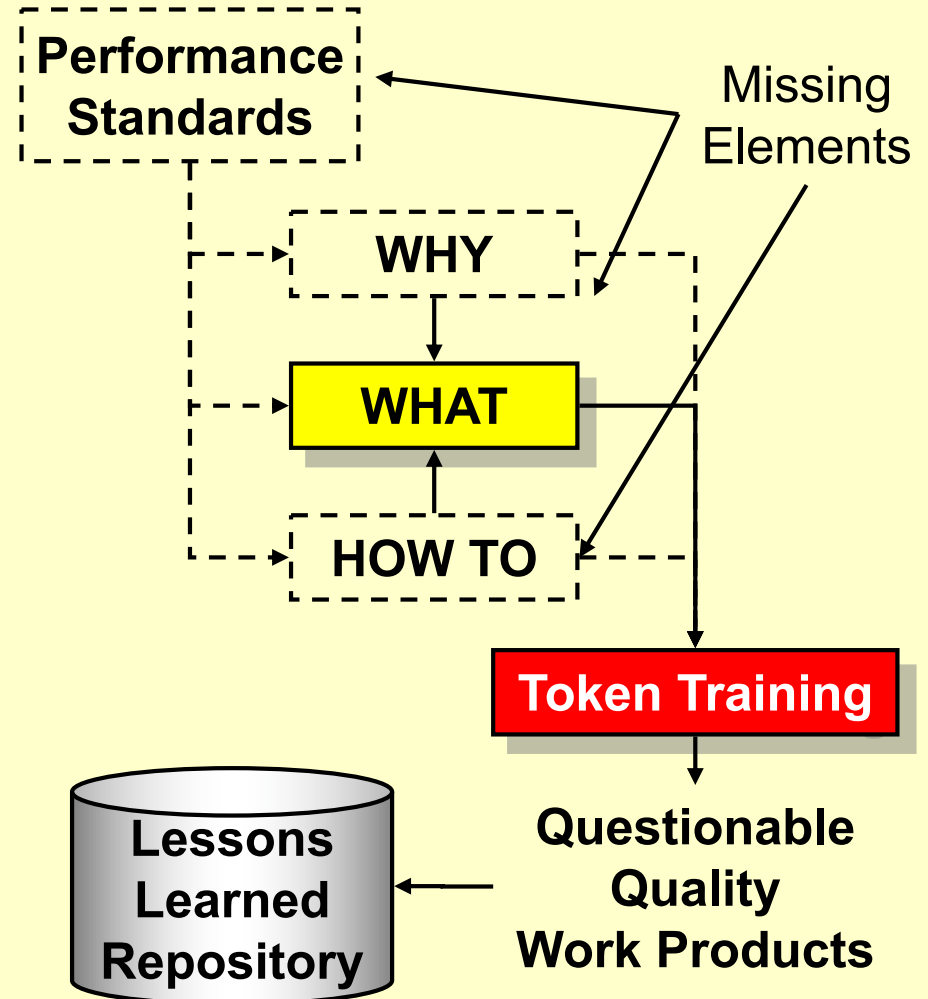 Performance
Standards
Missing
Elements
WHY
WHAT
HOW TO
Token Training
Questionable
Quality
Work Products
Lessons
Learned
Repository